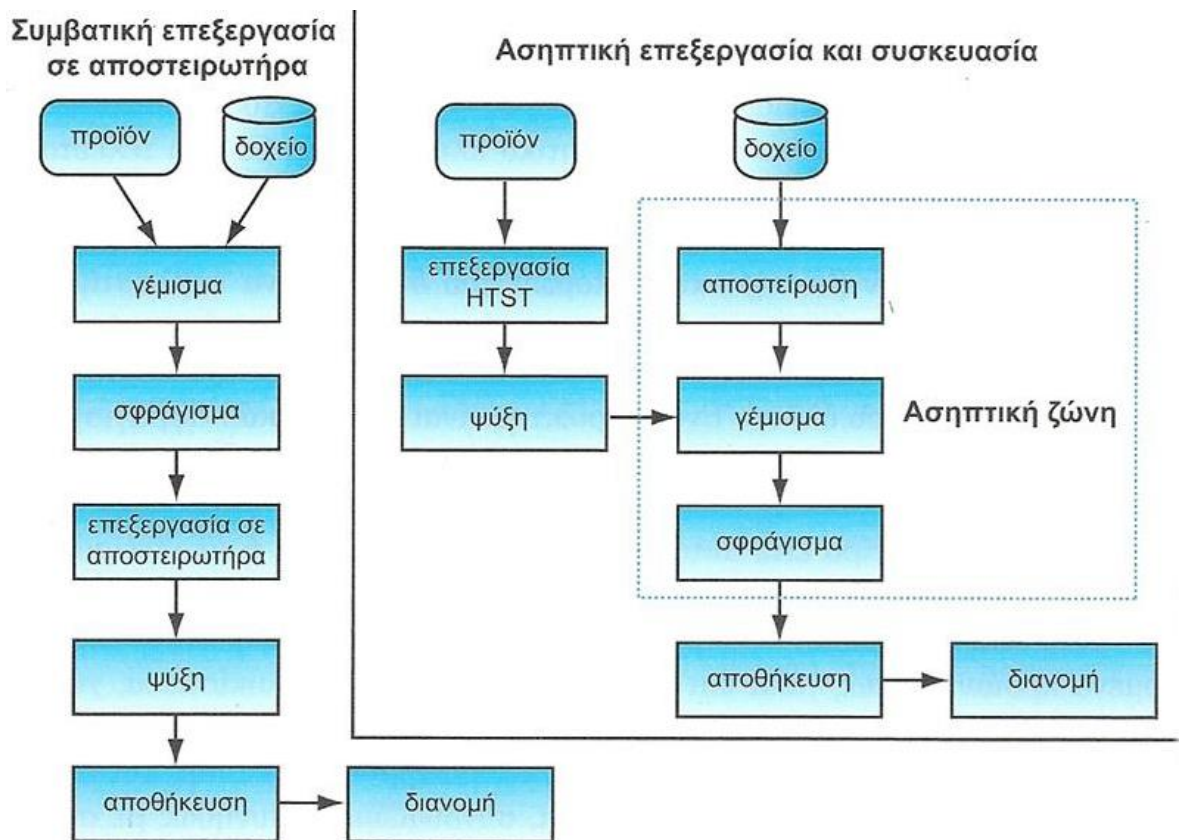 Συμβατική επεξεργασία
σε αποστειρωτήρα
προϊόν
δοχείο
γέμισμα
σφράγισμα
επεξεργασία σε
αποστειρωτήρα
ψύξη
αποθήκευση
διανομή
Ασηπτική επεξεργασία και συσκευασία
προϊόν
δοχείο
επεξεργασία
HTST
αποστείρωση
ψύξη
γέμισμα
Ασηπτική ζώνη
σφράγισμα
αποθήκευση
διανομή